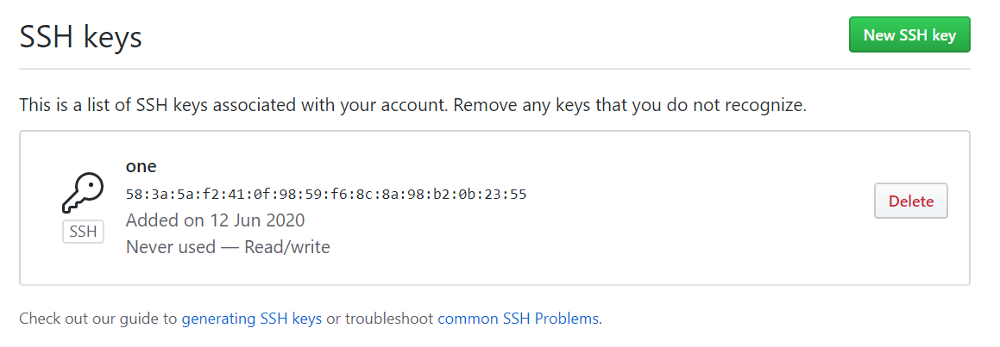 SSH keys
New SSH key
This is a list of SSH keys associated with your account. Remove any keys that you do not recognize.
one
58:3a:5a:f2:41:0f:98:59:f6:8c:8a:98:b2:0b:23:55
Added on 12 Jun 2020
Never used — Read/write
SSH
Delete
Check out our guide to generating SSH keys or troubleshoot common SSH Problems.